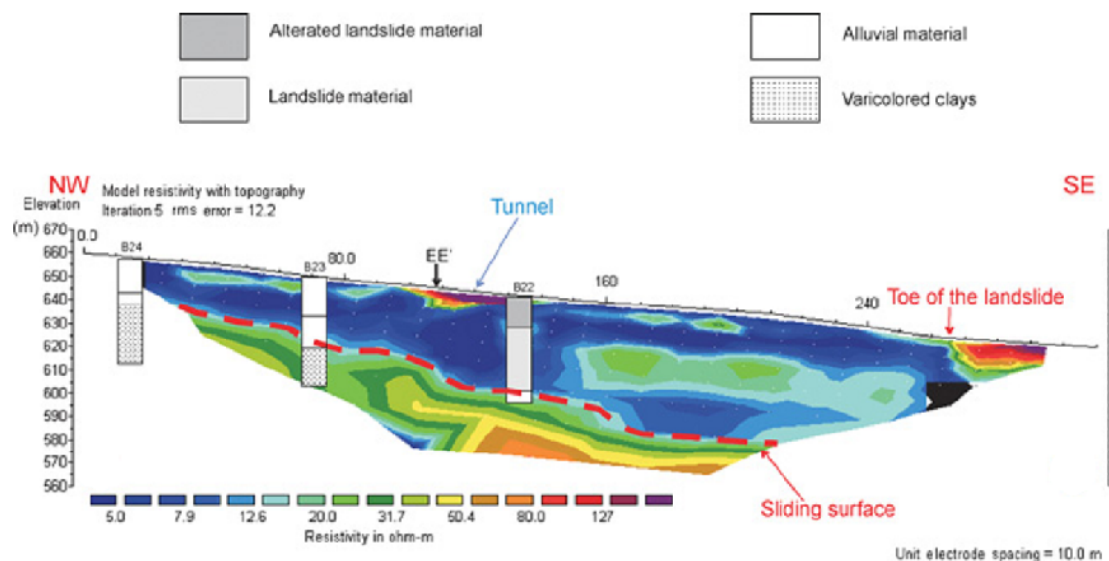 Alterated landslide material
Alluvial material
Landslide material
Varicolored clays
NW
Model resistivity with topography
SE
Elevation
Iteration 5 rms error = 12.2
Tunnel
(m)
670
0.0
660
B24
650
B23
80.0
EE'
640
B22
160
630
240
Toe of the landslide
620
610
600
590
580
570
560
Sliding surface
5.0 7.9 12.6 20.0 31.7 50.4 80.0 127
Resistivity in ohm-m
Unit electrode spacing = 10.0 m